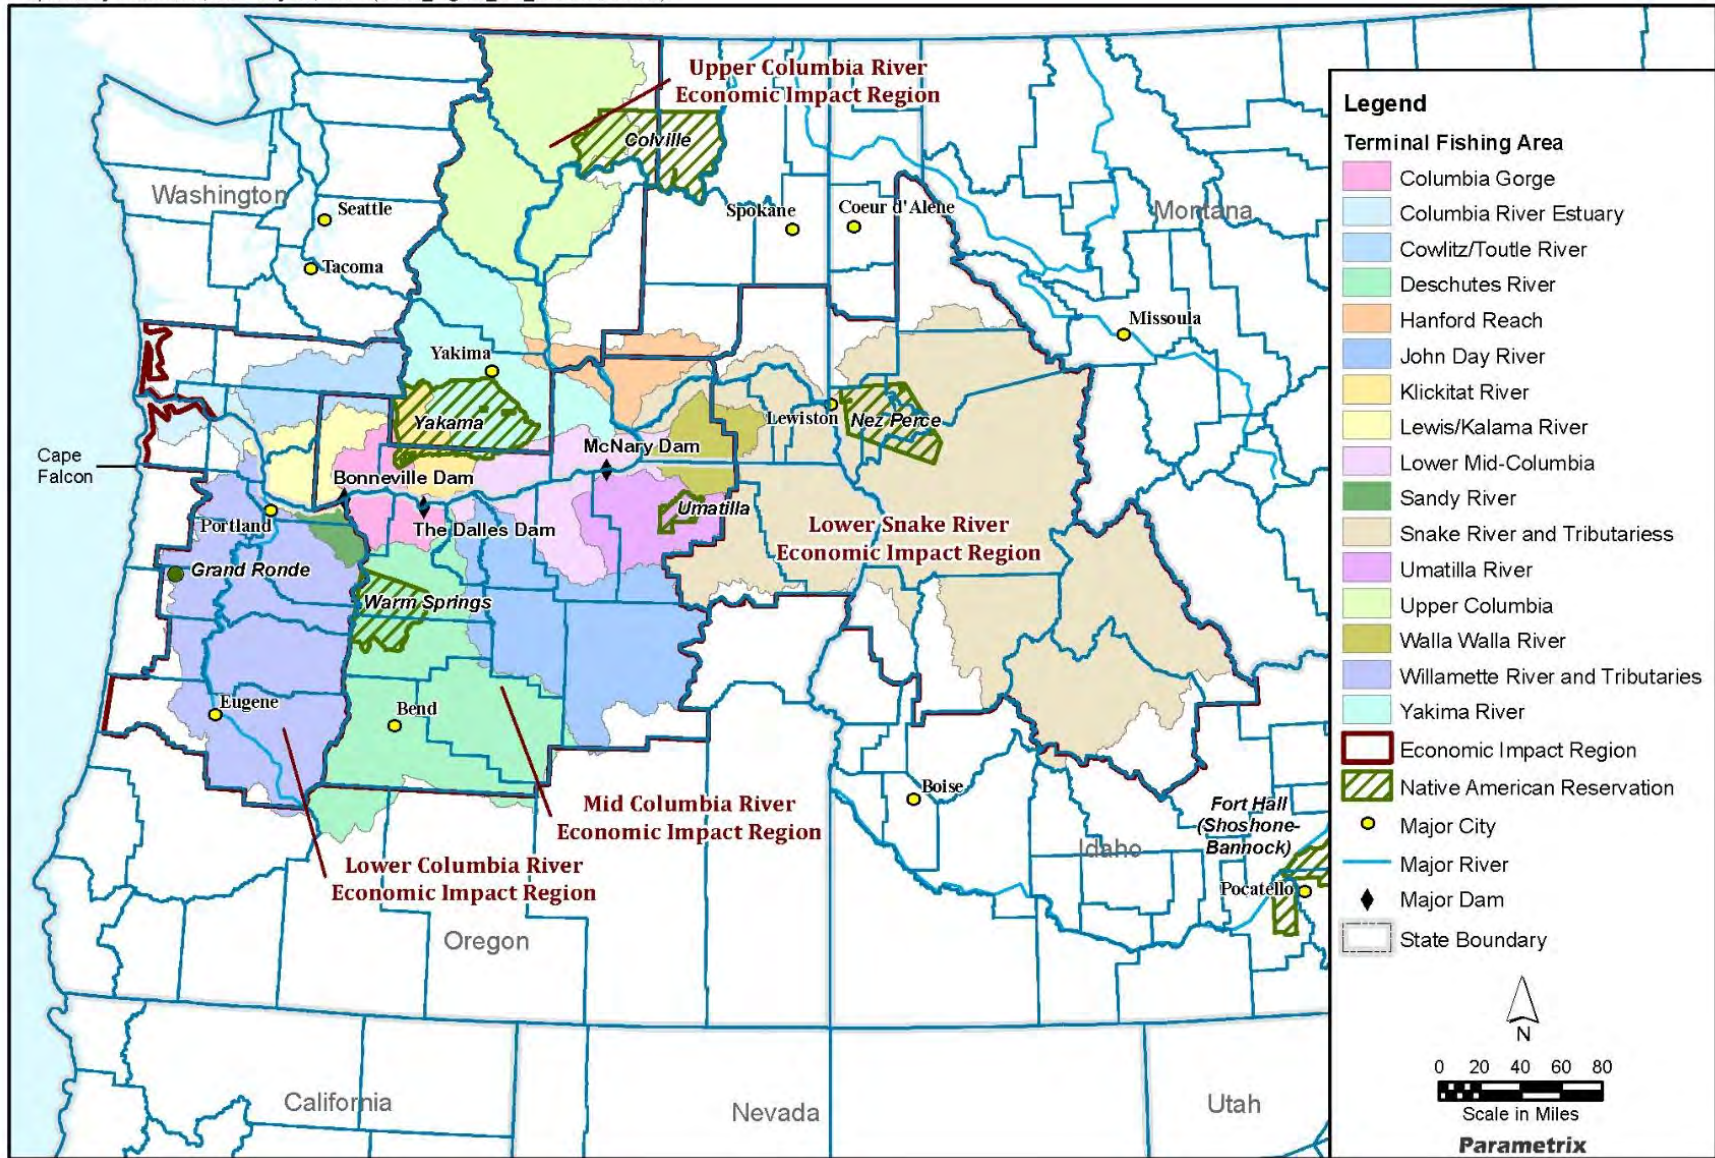 Upper Columbia River
Economic Impact Region
Colville
Washington
Seattle
Tacoma
Spokane
Coeur d'Alene
Montana
Missoula
Yakima
Yakama
Lewiston
Nez Perce
McNary Dam
Cape
Falcon
Bonneville Dam
Portland
The Dalles Dam
Umatilla
Lower Snake River
Economic Impact Region
Grand Ronde
Warm Springs
Eugene
Bend
Mid Columbia River
Economic Impact Region
Boise
Fort Hall
(Shoshone-
Bannock)
Idaho
Pocatello
Lower Columbia River
Economic Impact Region
Oregon
California
Nevada
Utah
Legend
Terminal Fishing Area
Columbia Gorge
Columbia River Estuary
Cowlitz/Toutle River
Deschutes River
Hanford Reach
John Day River
Klickitat River
Lewis/Kalama River
Lower Mid-Columbia
Sandy River
Snake River and Tributariess
Umatilla River
Upper Columbia
Walla Walla River
Willamette River and Tributaries
Yakima River
Economic Impact Region
Native American Reservation
Major City
Major River
Major Dam
State Boundary
N
0 20 40 60 80
Scale in Miles
Parametrix